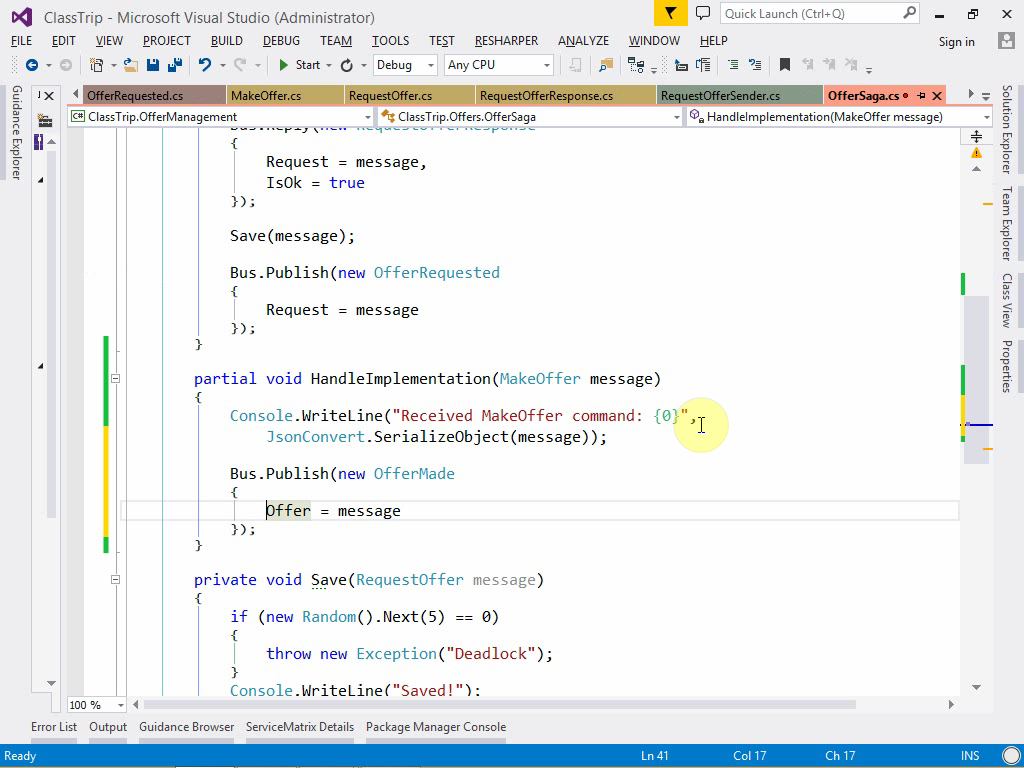 ClassTrip - Microsoft Visual Studio (Administrator)
Quick Launch (Ctrl+Q)
FILE EDIT VIEW PROJECT BUILD DEBUG TEAM TOOLS TEST RESHARPER ANALYZE WINDOW HELP
Sign in
Start Debug Any CPU
OfferRequested.cs MakeOffer.cs RequestOffer.cs RequestOfferResponse.cs RequestOfferSender.cs OfferSaga.cs
ClassTrip.OfferManagement ClassTrip.Offers.OfferSaga HandleImplementation(MakeOffer message)
Guidance Explorer
Solution Explorer
Team Explorer
Class View
Properties
Bus.Reply(new RequestOfferResponse
{
Request = message,
IsOk = true
});
Save(message);
Bus.Publish(new OfferRequested
{
Request = message
});
}
partial void HandleImplementation(MakeOffer message)
{
Console.WriteLine("Received MakeOffer command: {0}",
JsonConvert.SerializeObject(message));
Bus.Publish(new OfferMade
{
Offer = message
});
}
private void Save(RequestOffer message)
{
if (new Random().Next(5) == 0)
{
throw new Exception("Deadlock");
}
Console.WriteLine("Saved!");
100 %
Error List Output Guidance Browser ServiceMatrix Details Package Manager Console
Ready Ln 41 Col 17 Ch 17 INS